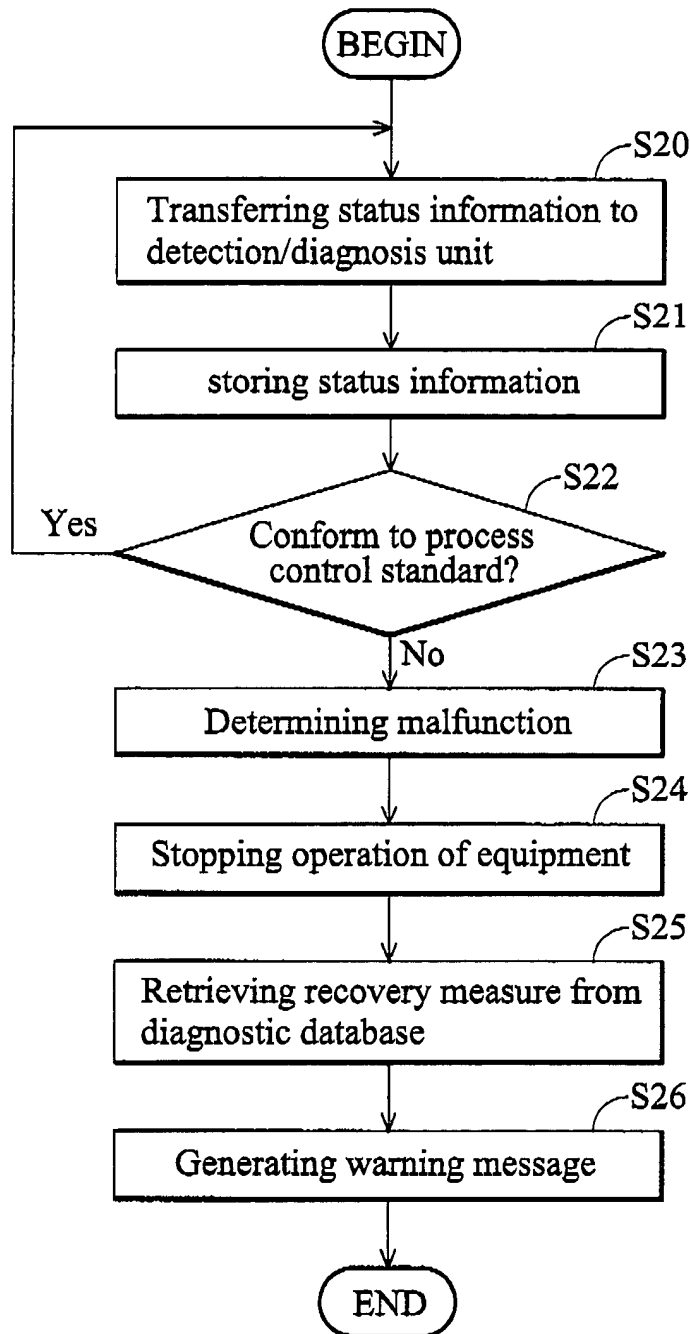 BEGIN
S20
Transferring status information to
detection/diagnosis unit
S21
storing status information
S22
Yes
Conform to process
control standard?
No
S23
Determining malfunction
S24
Stopping operation of equipment
S25
Retrieving recovery measure from
diagnostic database
S26
Generating warning message
END